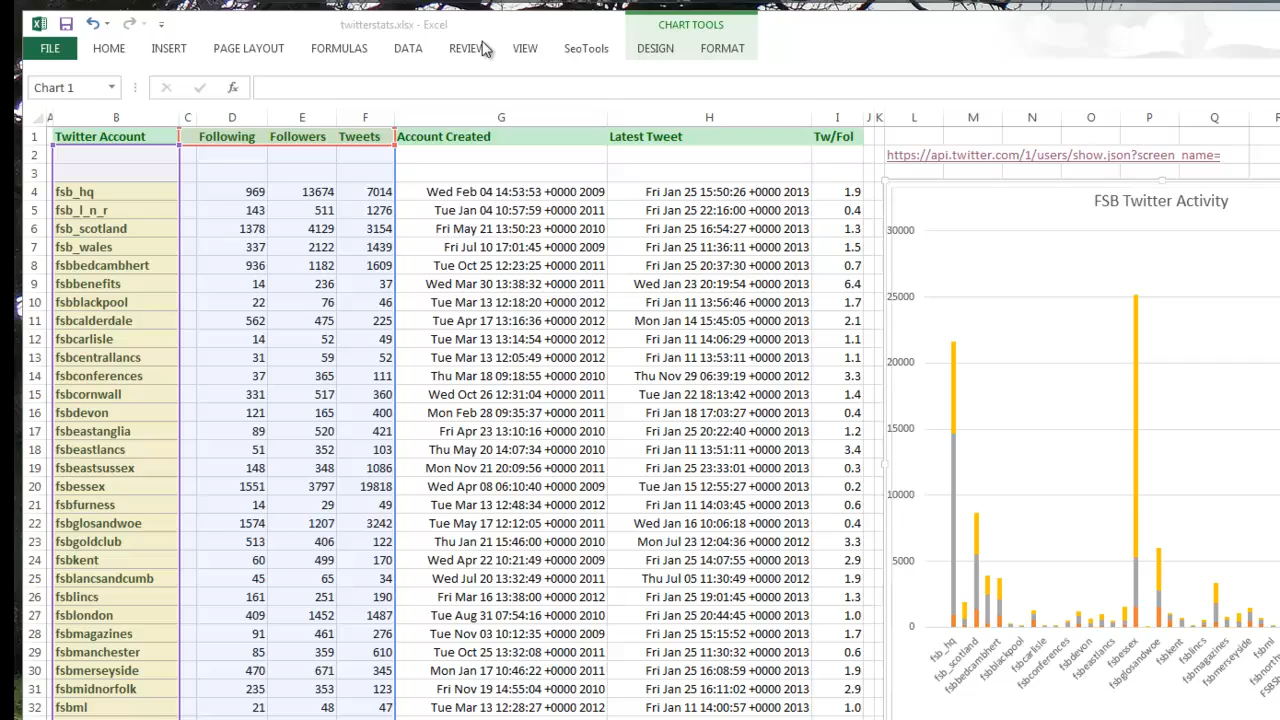 twitterstats.xlsx - Excel
CHART TOOLS
FILE HOME INSERT PAGE LAYOUT FORMULAS DATA REVIEW VIEW SeoTools DESIGN FORMAT
Chart 1 fx
A B C D E F G H I J K L M N O P Q
1 Twitter Account Following Followers Tweets Account Created Latest Tweet Tw/Fol
2 https://api.twitter.com/1/users/show.json?screen_name=
3
4 fsb_hq 969 13674 7014 Wed Feb 04 14:53:53 +0000 2009 Fri Jan 25 15:50:26 +0000 2013 1.9
5 fsb_l_n_r 143 511 1276 Tue Jan 04 10:57:59 +0000 2011 Fri Jan 25 22:16:00 +0000 2013 0.4
6 fsb_scotland 1378 4129 3154 Fri May 21 13:50:23 +0000 2010 Fri Jan 25 16:54:27 +0000 2013 1.3
7 fsb_wales 337 2122 1439 Fri Jul 10 17:01:45 +0000 2009 Fri Jan 25 11:36:11 +0000 2013 1.5
8 fsbbedcambhert 936 1182 1609 Tue Oct 25 12:23:25 +0000 2011 Fri Jan 25 20:37:30 +0000 2013 0.7
9 fsbbenefits 14 236 37 Wed Mar 30 13:38:32 +0000 2011 Wed Jan 23 20:19:54 +0000 2013 6.4
10 fsbblackpool 22 76 46 Tue Mar 13 12:18:20 +0000 2012 Fri Jan 11 13:56:46 +0000 2013 1.7
11 fsbcalderdale 562 475 225 Tue Apr 17 13:16:36 +0000 2012 Mon Jan 14 15:45:05 +0000 2013 2.1
12 fsbcarlisle 14 52 49 Tue Mar 13 13:14:54 +0000 2012 Fri Jan 11 14:06:29 +0000 2013 1.1
13 fsbcentrallancs 31 59 52 Tue Mar 13 12:05:49 +0000 2012 Fri Jan 11 13:53:11 +0000 2013 1.1
14 fsbconferences 37 365 111 Thu Mar 18 09:18:55 +0000 2010 Thu Nov 29 06:39:19 +0000 2012 3.3
15 fsbcornwall 331 517 360 Wed Oct 26 12:31:04 +0000 2011 Tue Jan 22 18:13:42 +0000 2013 1.4
16 fsbdevon 121 165 400 Mon Feb 28 09:35:37 +0000 2011 Fri Jan 18 17:03:27 +0000 2013 0.4
17 fsbeastanglia 89 520 421 Fri Apr 23 13:10:16 +0000 2010 Fri Jan 25 20:22:40 +0000 2013 1.2
18 fsbeastlancs 51 352 103 Thu May 20 14:07:34 +0000 2010 Fri Jan 11 13:51:11 +0000 2013 3.4
19 fsbeastsussex 148 348 1086 Mon Nov 21 20:09:56 +0000 2011 Fri Jan 25 23:33:01 +0000 2013 0.3
20 fsbessex 1551 3797 19818 Wed Apr 08 06:10:40 +0000 2009 Tue Jan 15 12:55:27 +0000 2013 0.2
21 fsbfurness 14 29 49 Tue Mar 13 12:48:34 +0000 2012 Fri Jan 11 14:03:45 +0000 2013 0.6
22 fsbglosandwoe 1574 1207 3242 Tue May 17 12:12:05 +0000 2011 Wed Jan 16 10:06:18 +0000 2013 0.4
23 fsbgoldclub 513 406 122 Thu Jan 21 15:46:00 +0000 2010 Mon Jul 23 12:04:36 +0000 2012 3.3
24 fsbkent 60 499 170 Wed Apr 22 10:21:49 +0000 2009 Fri Jan 25 14:07:55 +0000 2013 2.9
25 fsblancsandcumb 45 65 34 Wed Jul 20 13:32:49 +0000 2011 Thu Jul 05 11:30:49 +0000 2012 1.9
26 fsblincs 161 251 190 Fri Mar 16 13:38:00 +0000 2012 Fri Jan 25 19:01:45 +0000 2013 1.3
27 fsblondon 409 1452 1487 Tue Aug 31 07:54:16 +0000 2010 Fri Jan 25 20:44:45 +0000 2013 1.0
28 fsbmagazines 91 461 276 Tue Nov 03 10:12:35 +0000 2009 Fri Jan 25 15:15:52 +0000 2013 1.7
29 fsbmanchester 85 359 610 Tue Oct 25 13:32:08 +0000 2011 Fri Jan 25 11:30:32 +0000 2013 0.6
30 fsbmerseyside 470 671 345 Mon Jan 17 10:46:22 +0000 2011 Fri Jan 25 16:08:59 +0000 2013 1.9
31 fsbmidnorfolk 235 353 123 Fri Nov 19 14:55:04 +0000 2010 Fri Jan 25 16:11:02 +0000 2013 2.9
32 fsbml 21 48 47 Tue Mar 13 12:28:27 +0000 2012 Fri Jan 11 14:00:57 +0000 2013 1.0
FSB Twitter Activity
30000
25000
20000
15000
10000
5000
0
fsb_hq
fsb_scotland
fsbbedcambhert
fsbblackpool
fsbcarlisle
fsbconferences
fsbdevon
fsbeastlancs
fsbessex
fsbglosandwoe
fsbkent
fsblincs
fsbmagazines
fsbmerseyside
fsbml